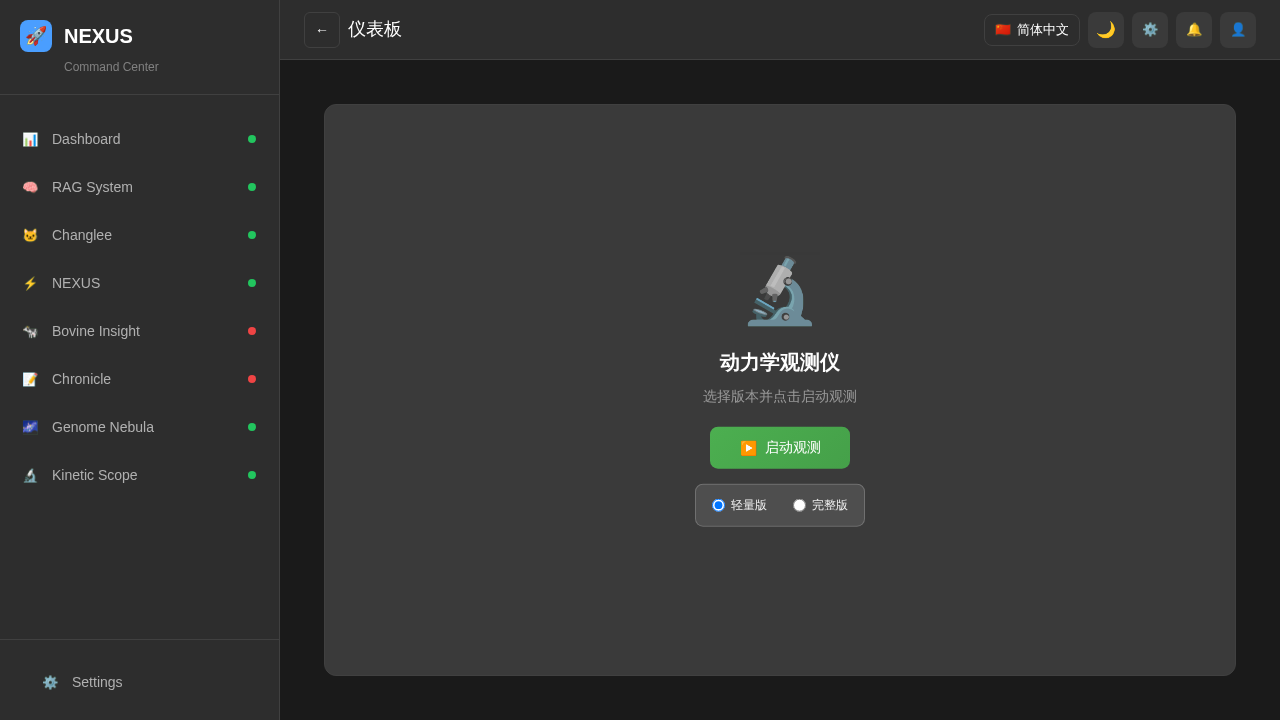 NEXUS
Command Center
Dashboard
RAG System
Changlee
NEXUS
Bovine Insight
Chronicle
Genome Nebula
Kinetic Scope
Settings
← 仪表板
简体中文
动力学观测仪
选择版本并点击启动观测
启动观测
轻量版 完整版